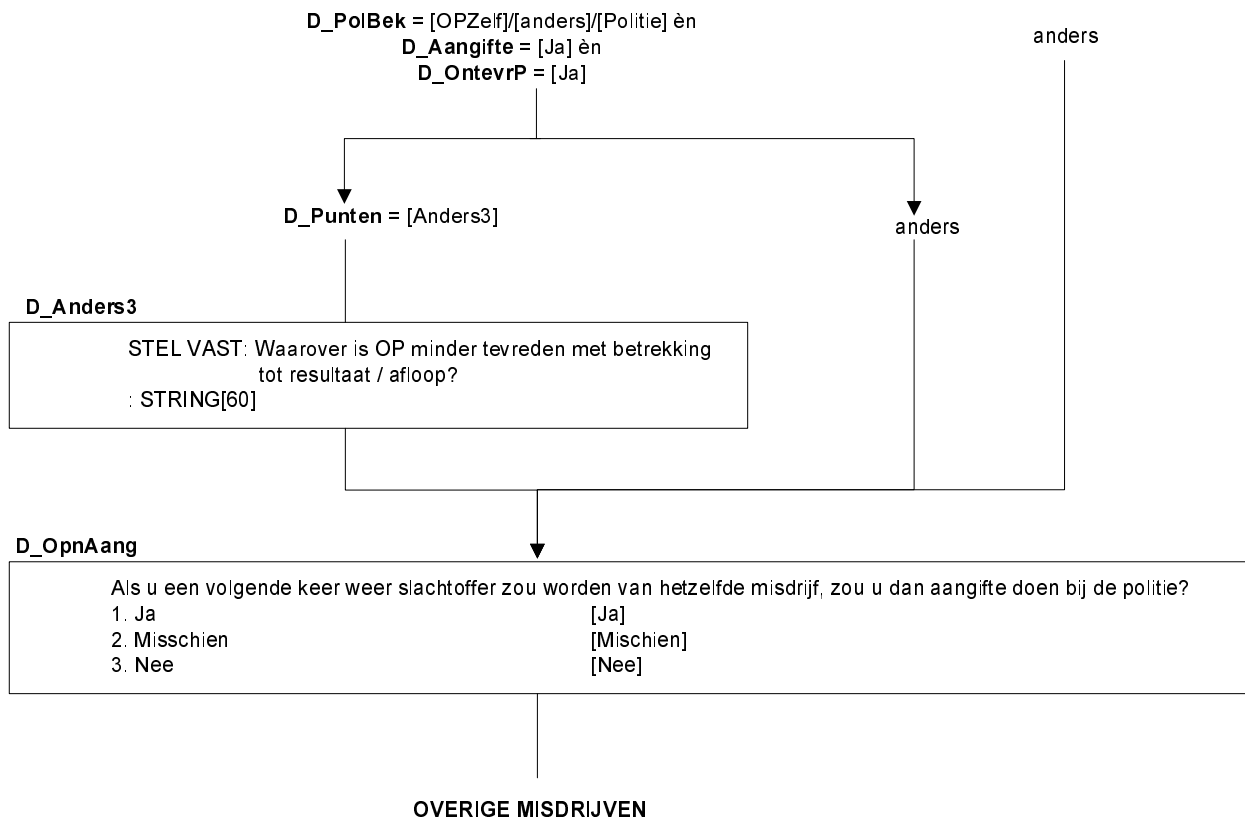 D_PolBek = [OPZelf]/[anders]/[Politie] èn
D_Aangifte = [Ja] èn
D_OntevrP = [Ja]
anders
D_Punten = [Anders3]
anders
D_Anders3
STEL VAST: Waarover is OP minder tevreden met betrekking
tot resultaat / afloop?
: STRING[60]
D_OpnAang
Als u een volgende keer weer slachtoffer zou worden van hetzelfde misdrijf, zou u dan aangifte doen bij de politie?
1. Ja [Ja]
2. Misschien [Mischien]
3. Nee [Nee]
OVERIGE MISDRIJVEN